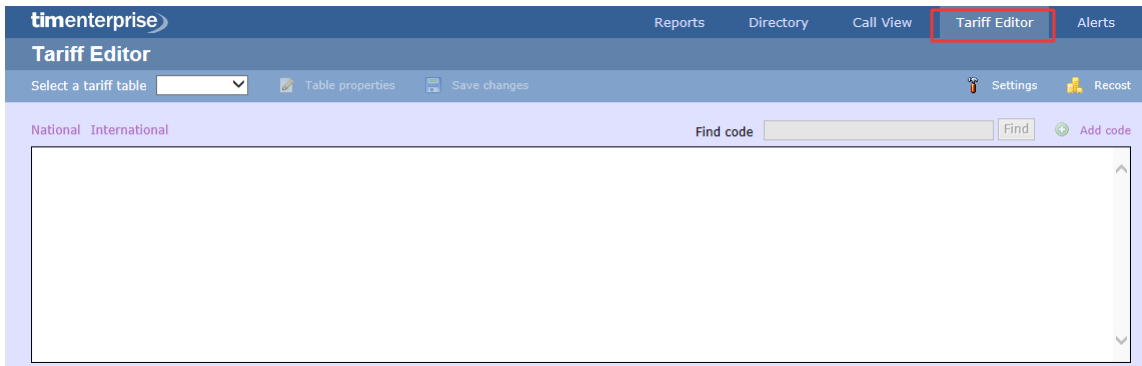 timenterprise Reports Directory Call View Tariff Editor Alerts
Tariff Editor
Select a tariff table Table properties Save changes Settings Recost
National International Find code Find Add code